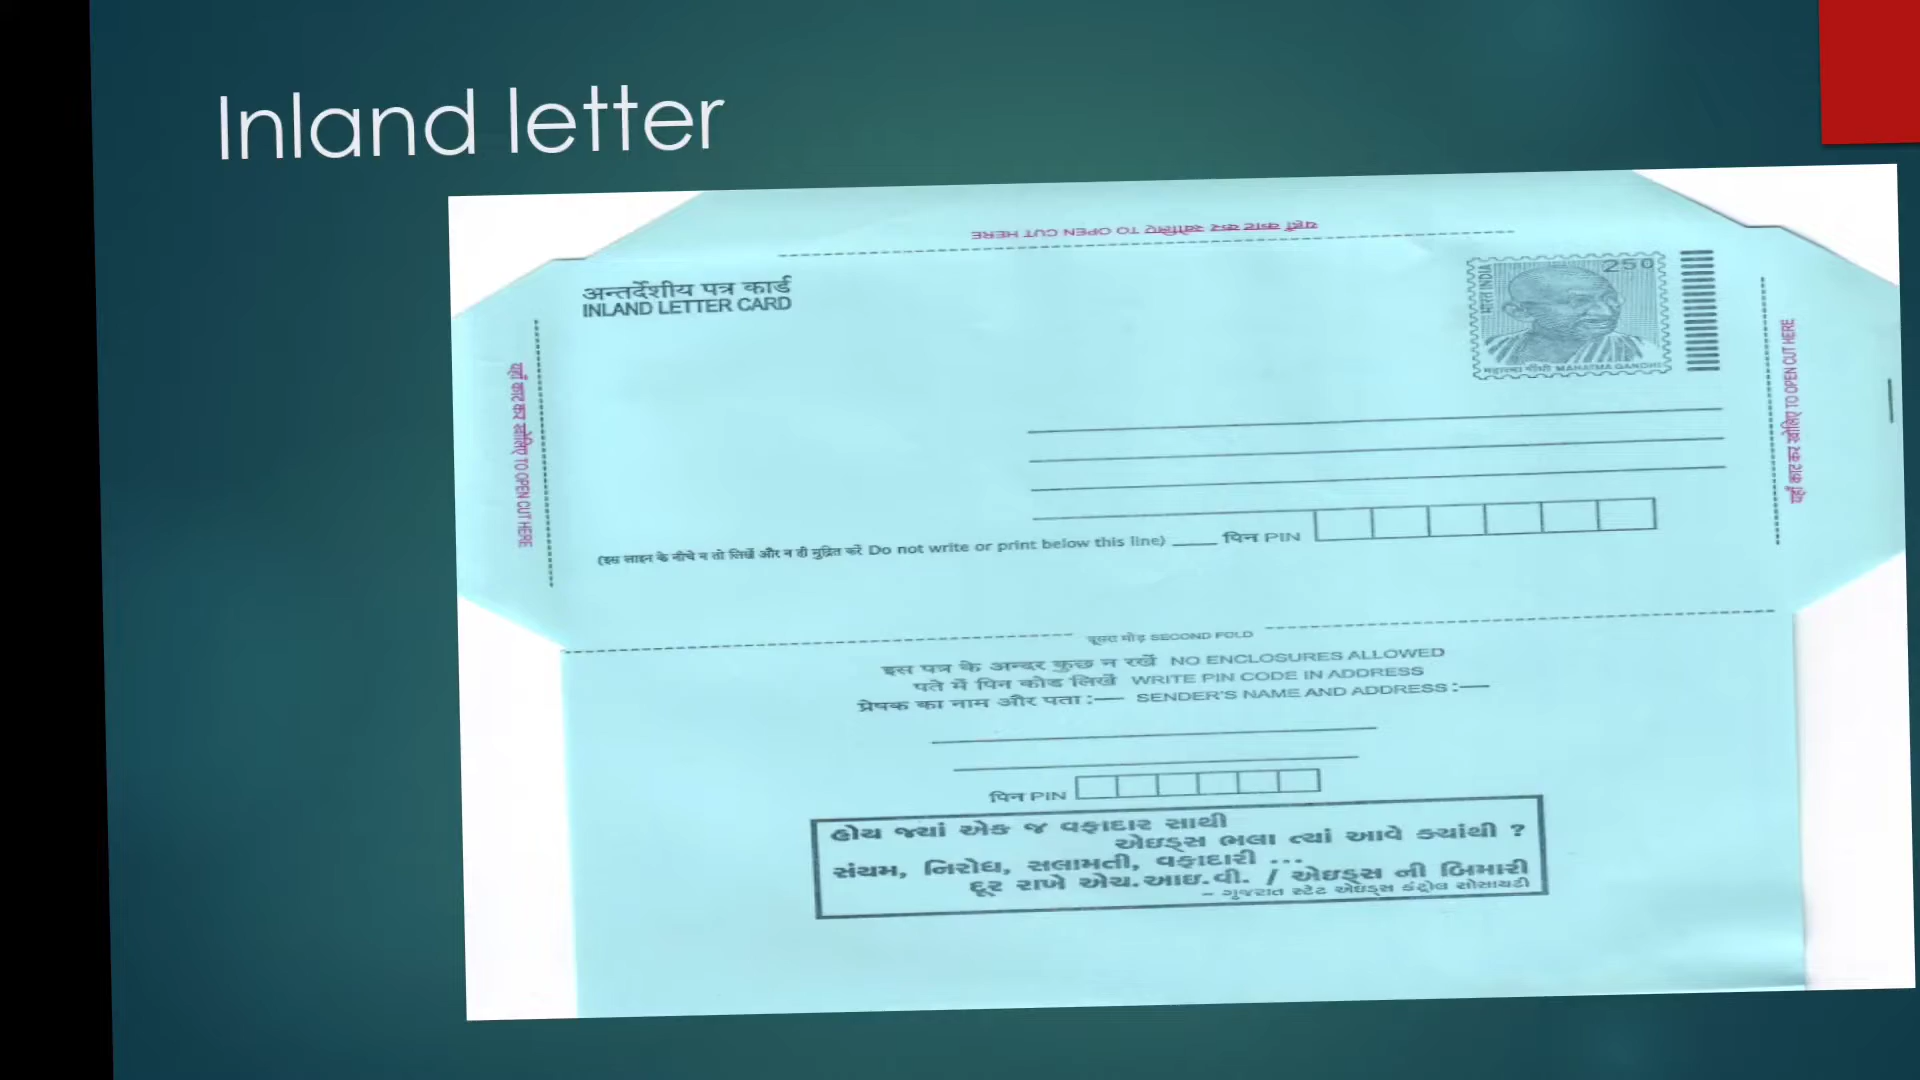 Inland letter
यहाँ काट कर खोलिए TO OPEN CUT HERE
अन्तर्देशीय पत्र कार्ड
INLAND LETTER CARD
250
भारत INDIA
महात्मा गाँधी MAHATMA GANDHI
यहाँ काट कर खोलिए TO OPEN CUT HERE
यहाँ काट कर खोलिए TO OPEN CUT HERE
(इस लाइन के नीचे न तो लिखें और न ही मुद्रित करें Do not write or print below this line) पिन PIN
दूसरा मोड़ SECOND FOLD
इस पत्र के अन्दर कुछ न रखें NO ENCLOSURES ALLOWED
पते में पिन कोड लिखें WRITE PIN CODE IN ADDRESS
प्रेषक का नाम और पता :— SENDER'S NAME AND ADDRESS :—
पिन PIN
હોય જ્યાં એક જ વફાદાર સાથી
એઇડ્સ ભલા ત્યાં આવે ક્યાંથી ?
સંયમ, નિરોધ, સલામતી, વફાદારી ...
દૂર રાખે એચ.આઇ.વી. / એઇડ્સ ની બિમારી
– ગુજરાત સ્ટેટ એઇડ્સ કંટ્રોલ સોસાયટી